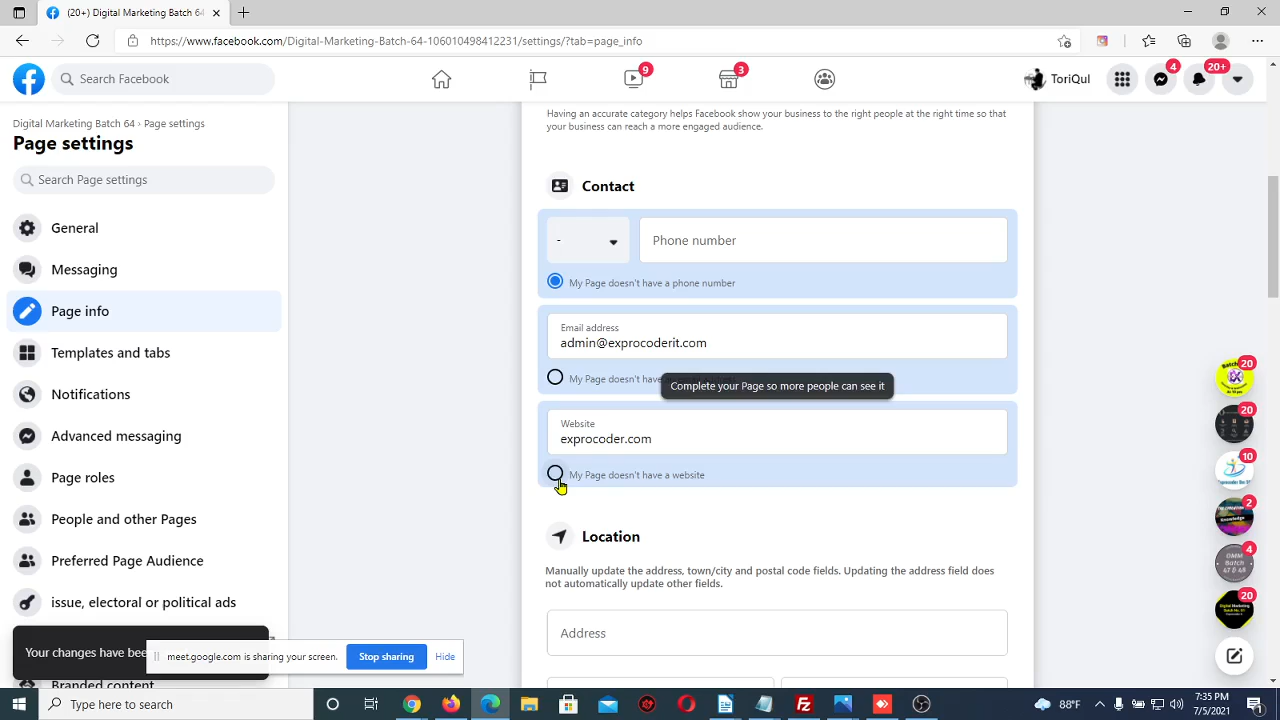 (20+) Digital Marketing Batch 64
https://www.facebook.com/Digital-Marketing-Batch-64-106010498412231/settings/?tab=page_info
Search Facebook
9
3
ToriQul
4
20+
Digital Marketing Batch 64 › Page settings
Page settings
Search Page settings
General
Messaging
Page info
Templates and tabs
Notifications
Advanced messaging
Page roles
People and other Pages
Preferred Page Audience
issue, electoral or political ads
Your changes have bee
Branded content
meet.google.com is sharing your screen.
Stop sharing
Hide
Having an accurate category helps Facebook show your business to the right people at the right time so that
your business can reach a more engaged audience.
Contact
-
Phone number
My Page doesn't have a phone number
Email address
admin@exprocoderit.com
My Page doesn't have
Complete your Page so more people can see it
Website
exprocoder.com
My Page doesn't have a website
Location
Manually update the address, town/city and postal code fields. Updating the address field does
not automatically update other fields.
Address
20
20
10
2
4
20
Type here to search
88°F
7:35 PM
7/5/2021